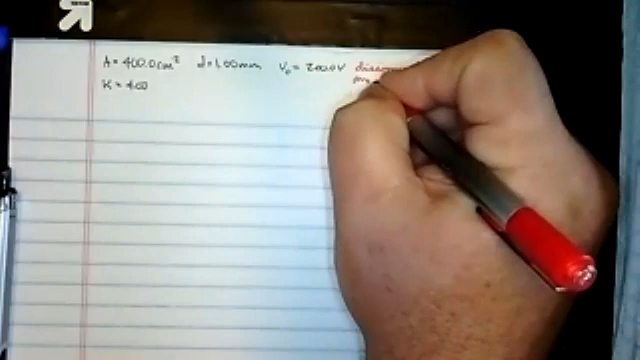 A = 400.0 cm² d = 1.00 mm V₀ = 200.0 V
K = 4.00